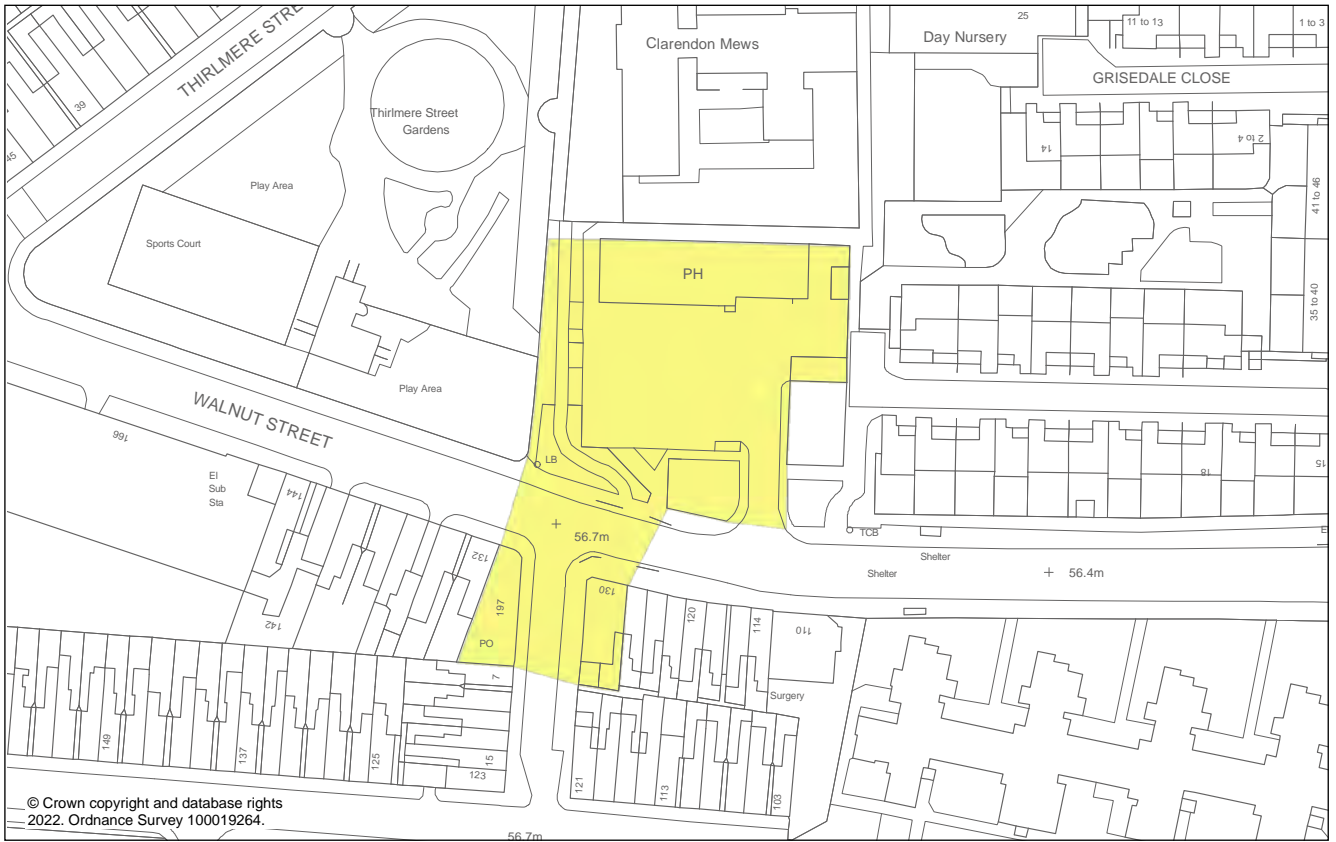 THIRLMERE STRE
Clarendon Mews
25
Day Nursery
11 to 13
1 to 3
GRISEDALE CLOSE
39
45
Thirlmere Street
Gardens
Play Area
Sports Court
14
2 to 4
41 to 46
35 to 40
PH
Play Area
WALNUT STREET
166
El
Sub
Sta
144
142
132
LB
56.7m
197
PO
130
120
114
110
Surgery
TCB
Shelter
Shelter
56.4m
18
15
E
149
137
125
7
15
123
121
113
103
56.7m
© Crown copyright and database rights
2022. Ordnance Survey 100019264.